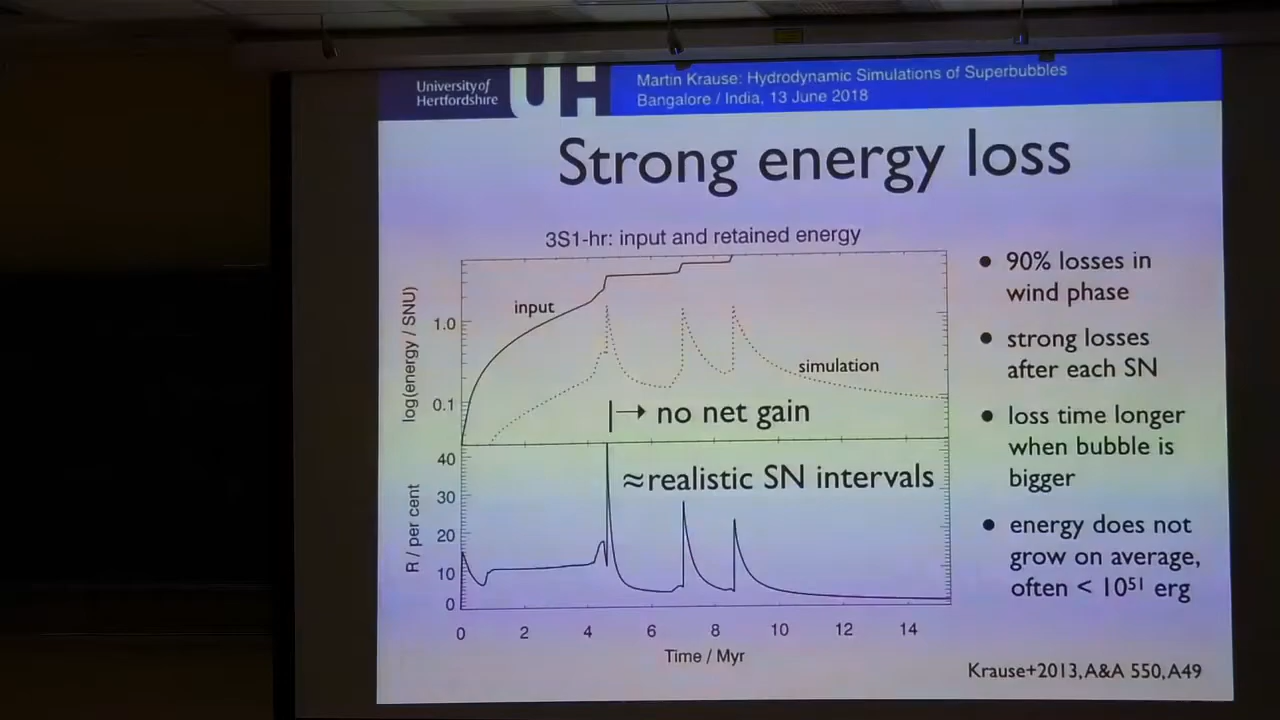 University of
Hertfordshire
UH
Martin Krause: Hydrodynamic Simulations of Superbubbles
Bangalore / India, 13 June 2018
Strong energy loss
3S1-hr: input and retained energy
log(energy / SNU)
1.0
0.1
input
simulation
|→ no net gain
R / per cent
40
30
20
10
0
≈realistic SN intervals
0 2 4 6 8 10 12 14
Time / Myr
• 90% losses in
wind phase
• strong losses
after each SN
• loss time longer
when bubble is
bigger
• energy does not
grow on average,
often < 10⁵¹ erg
Krause+2013, A&A 550, A49